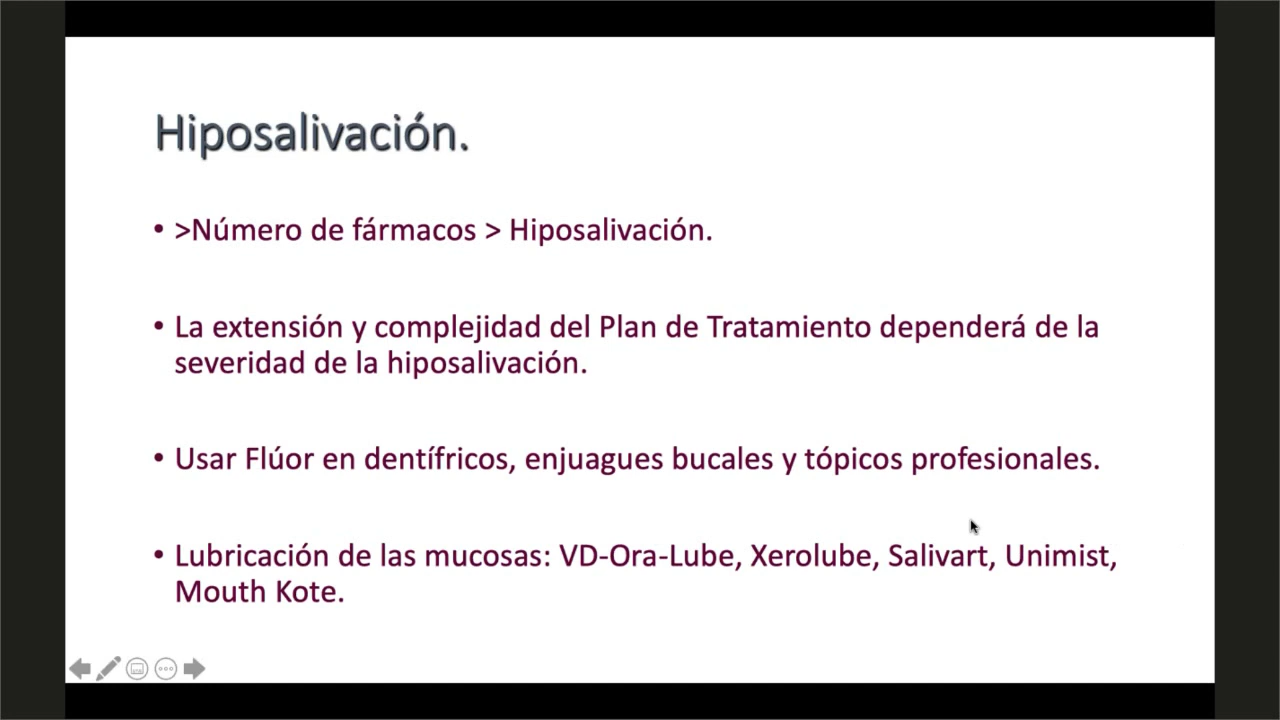 Hiposalivación.
• >Número de fármacos > Hiposalivación.
• La extensión y complejidad del Plan de Tratamiento dependerá de la
severidad de la hiposalivación.
• Usar Flúor en dentífricos, enjuagues bucales y tópicos profesionales.
• Lubricación de las mucosas: VD-Ora-Lube, Xerolube, Salivart, Unimist,
Mouth Kote.